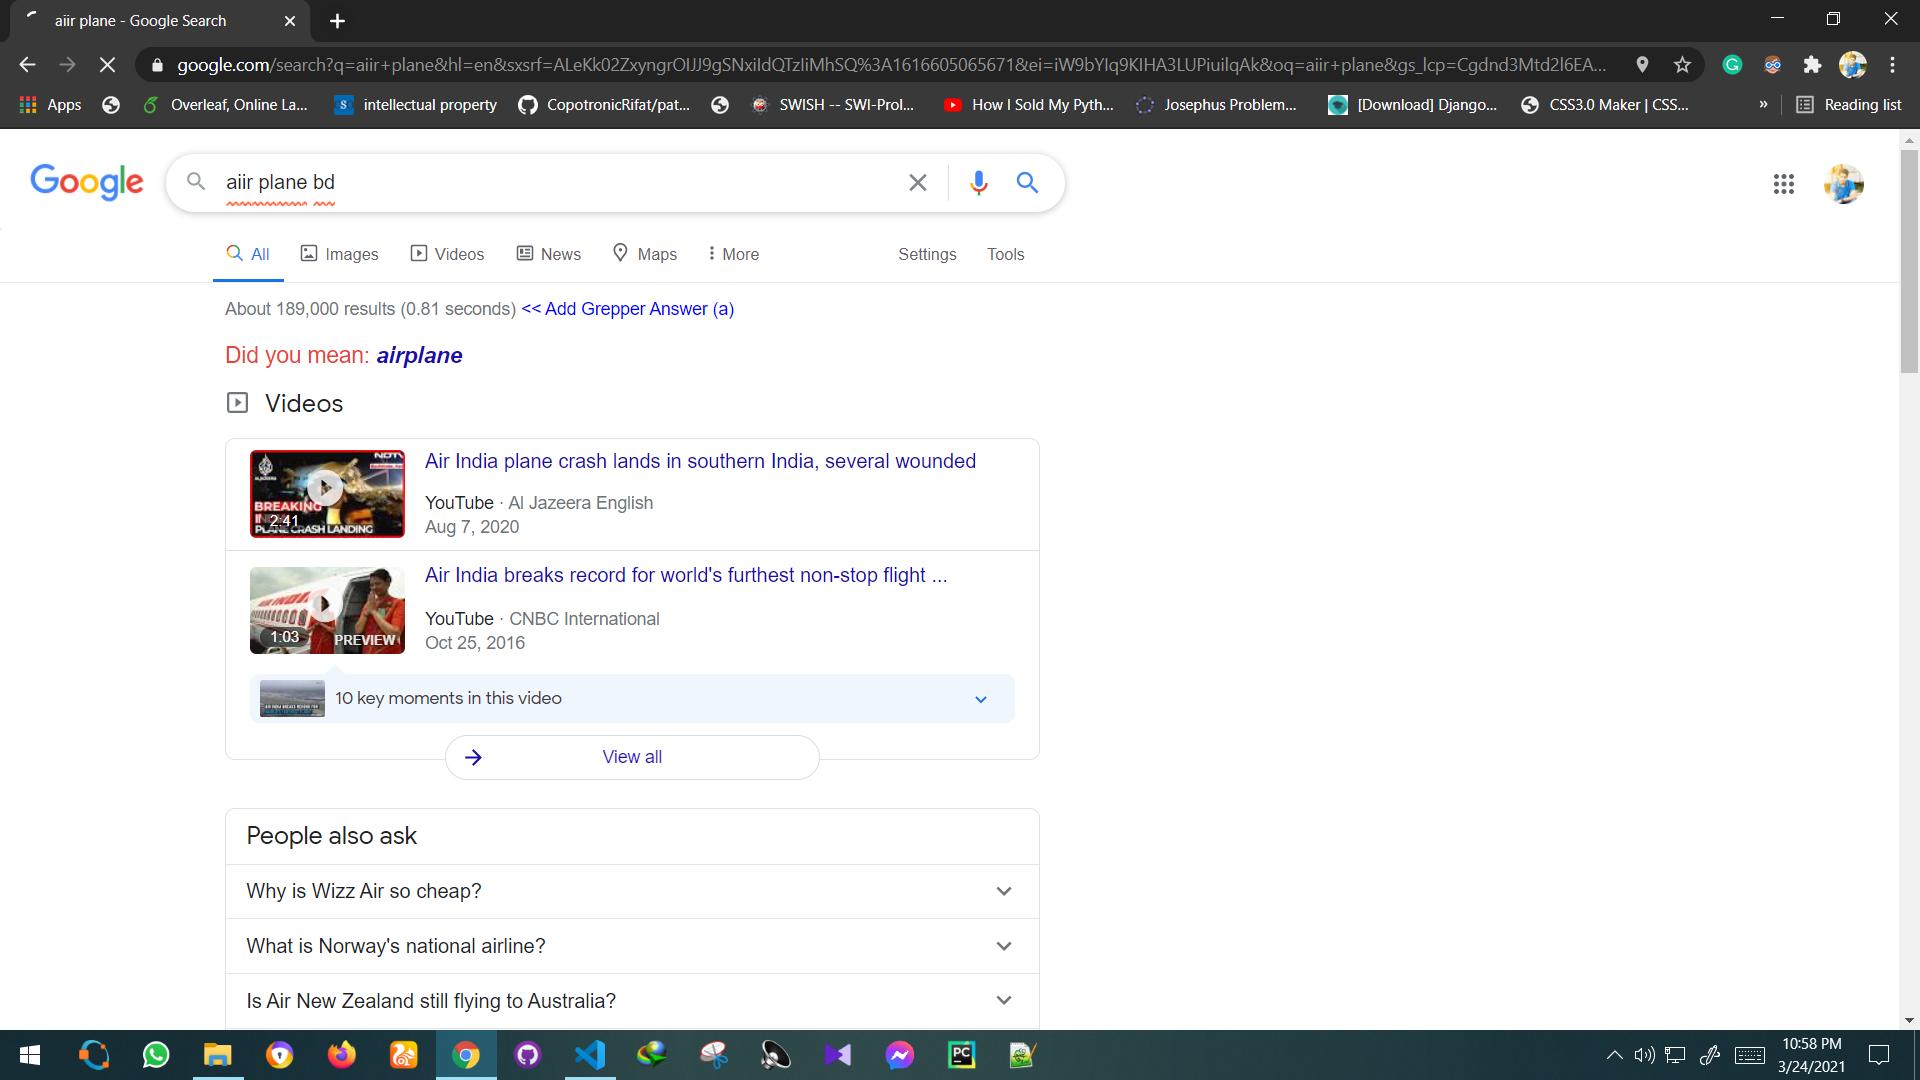 aiir plane - Google Search
google.com/search?q=aiir+plane&hl=en&sxsrf=ALeKk02ZxyngrOIJJ9gSNxiIdQTzIiMhSQ%3A1616605065671&ei=iW9bYIq9KIHA3LUPiuilqAk&oq=aiir+plane&gs_lcp=Cgdnd3Mtd2l6EA...
Apps Overleaf, Online La... intellectual property CopotronicRifat/pat... SWISH -- SWI-Prol... How I Sold My Pyth... Josephus Problem... [Download] Django... CSS3.0 Maker | CSS... » Reading list
Google aiir plane bd
All Images Videos News Maps More Settings Tools
About 189,000 results (0.81 seconds) << Add Grepper Answer (a)
Did you mean: airplane
Videos
Air India plane crash lands in southern India, several wounded
NDTV
ALJAZEERA
BREAKING
2:41
PLANE CRASH LANDING
YouTube · Al Jazeera English
Aug 7, 2020
Air India breaks record for world's furthest non-stop flight ...
1:03 PREVIEW
YouTube · CNBC International
Oct 25, 2016
10 key moments in this video
View all
People also ask
Why is Wizz Air so cheap?
What is Norway's national airline?
Is Air New Zealand still flying to Australia?
PC
10:58 PM
3/24/2021